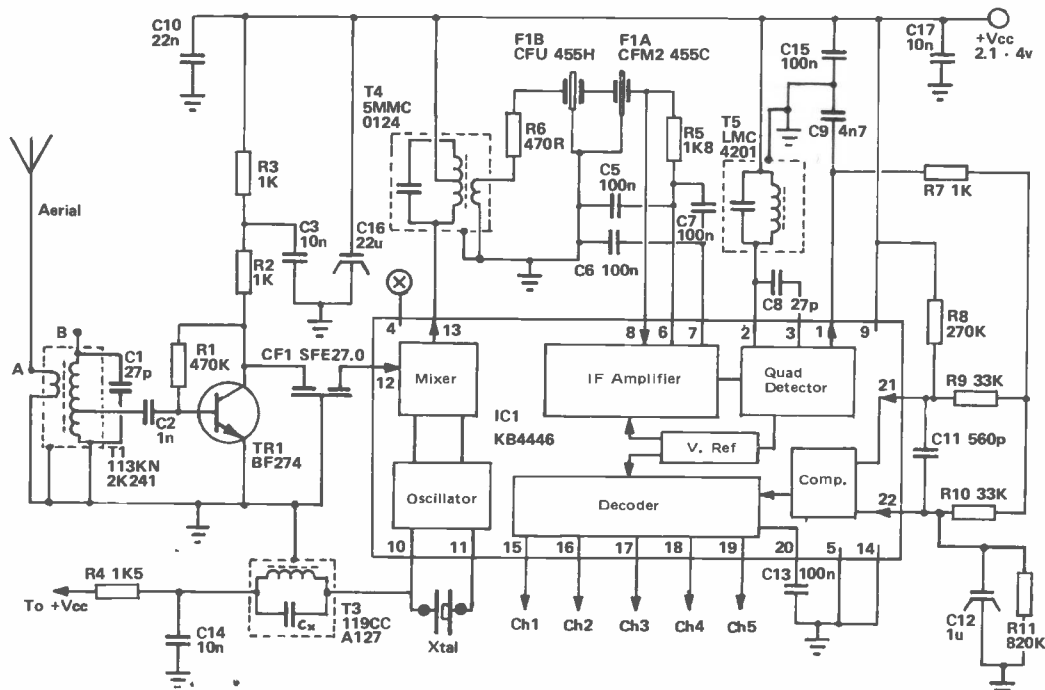 C10
22n
F1B
CFU 455H
F1A
CFM2 455C
C15
100n
C17
10n
+Vcc
2.1 - 4v
T4
5MMC
0124
R6
470R
R5
1K8
T5
LMC
4201
C9
4n7
R3
1K
Aerial
C3
10n
C16
22u
C5
100n
C7
100n
C6
100n
R7 1K
R2
1K
C8
27p
R8
270K
4
13
8
6
7
2
3
1
9
B
A
C1
27p
R1
470K
CF1 SFE27.0
12
Mixer
IF Amplifier
Quad
Detector
21
R9 33K
C2
1n
IC1
KB4446
V. Ref
C11 560p
T1
113KN
2K241
TR1
BF274
Oscillator
Decoder
Comp.
22
R10 33K
10
11
15
16
17
18
19
20
5
14
R4 1K5
To +Vcc
C13
100n
Cx
T3
119CC
A127
C14
10n
Xtal
Ch1
Ch2
Ch3
Ch4
Ch5
C12
1u
R11
820K